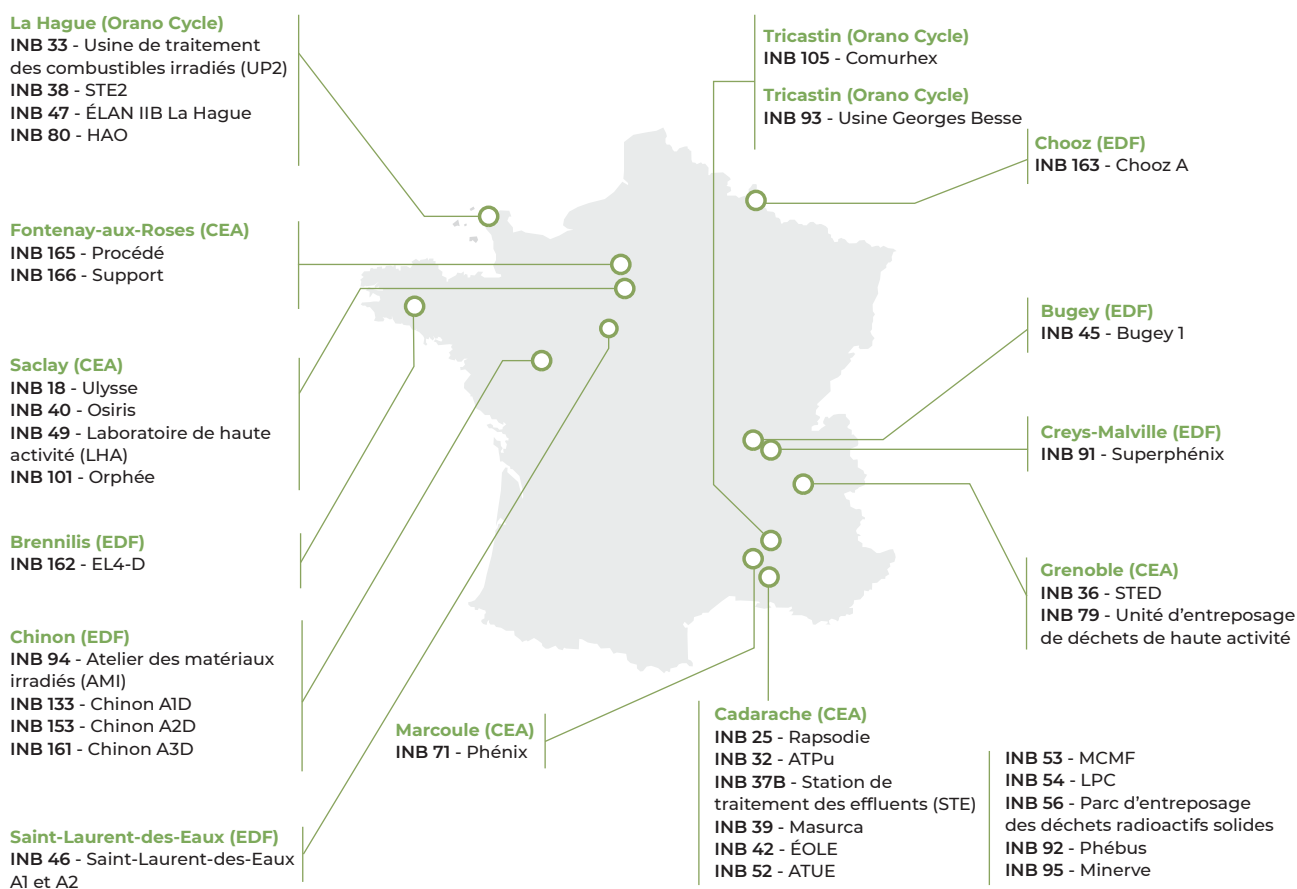 La Hague (Orano Cycle)
INB 33 - Usine de traitement
des combustibles irradiés (UP2)
INB 38 - STE2
INB 47 - ÉLAN IIB La Hague
INB 80 - HAO
Fontenay-aux-Roses (CEA)
INB 165 - Procédé
INB 166 - Support
Saclay (CEA)
INB 18 - Ulysse
INB 40 - Osiris
INB 49 - Laboratoire de haute
activité (LHA)
INB 101 - Orphée
Brennilis (EDF)
INB 162 - EL4-D
Chinon (EDF)
INB 94 - Atelier des matériaux
irradiés (AMI)
INB 133 - Chinon A1D
INB 153 - Chinon A2D
INB 161 - Chinon A3D
Saint-Laurent-des-Eaux (EDF)
INB 46 - Saint-Laurent-des-Eaux
A1 et A2
Tricastin (Orano Cycle)
INB 105 - Comurhex
Tricastin (Orano Cycle)
INB 93 - Usine Georges Besse
Chooz (EDF)
INB 163 - Chooz A
Bugey (EDF)
INB 45 - Bugey 1
Creys-Malville (EDF)
INB 91 - Superphénix
Grenoble (CEA)
INB 36 - STED
INB 79 - Unité d'entreposage
de déchets de haute activité
Marcoule (CEA)
INB 71 - Phénix
Cadarache (CEA)
INB 25 - Rapsodie
INB 32 - ATPu
INB 37B - Station de
traitement des effluents (STE)
INB 39 - Masurca
INB 42 - ÉOLE
INB 52 - ATUE
INB 53 - MCMF
INB 54 - LPC
INB 56 - Parc d'entreposage
des déchets radioactifs solides
INB 92 - Phébus
INB 95 - Minerve